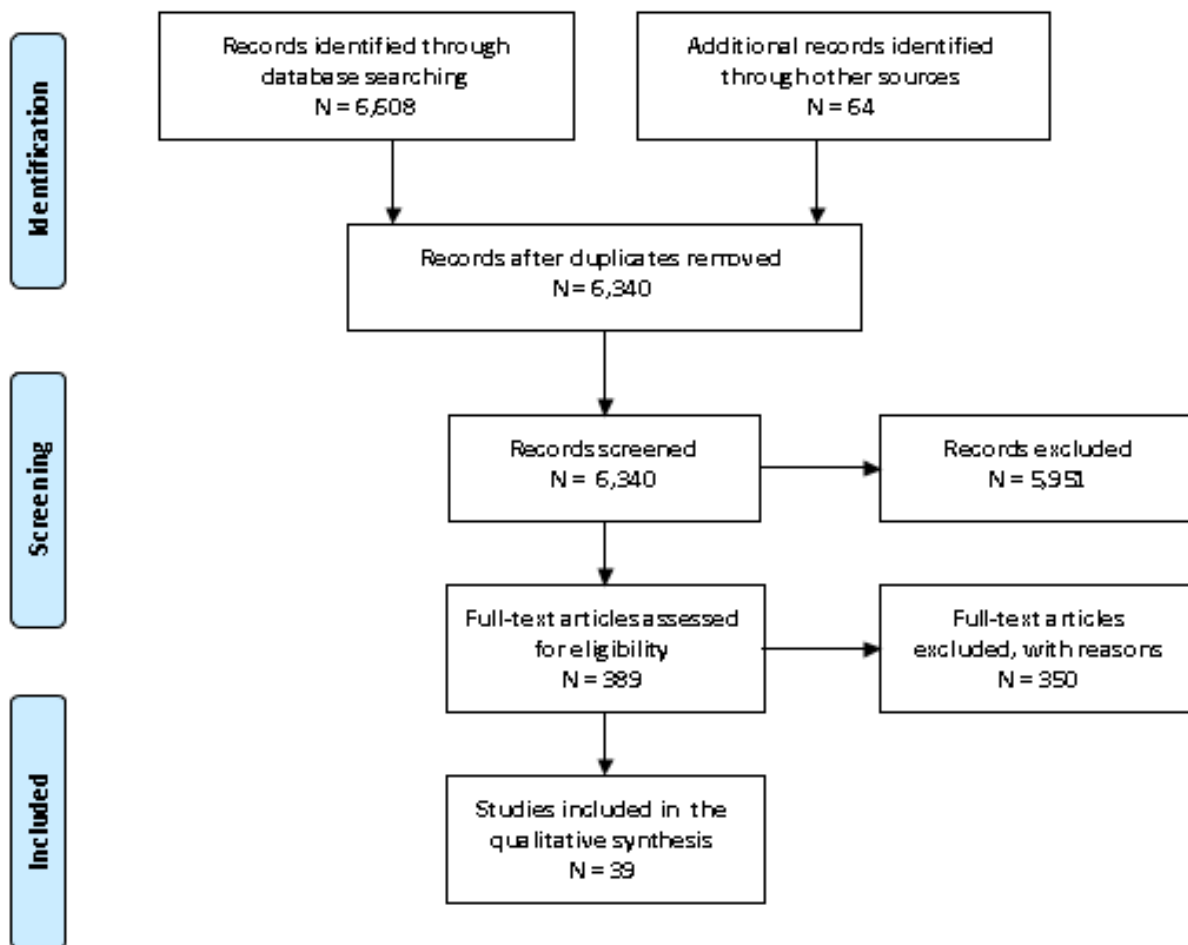 Identification
Records identified through
database searching
N = 6,608
Additional records identified
through other sources
N = 64
Records after duplicates removed
N = 6,340
Screening
Records screened
N = 6,340
Records excluded
N = 5,951
Full-text articles assessed
for eligibility
N = 389
Full-text articles
excluded, with reasons
N = 350
Included
Studies included in the
qualitative synthesis
N = 39